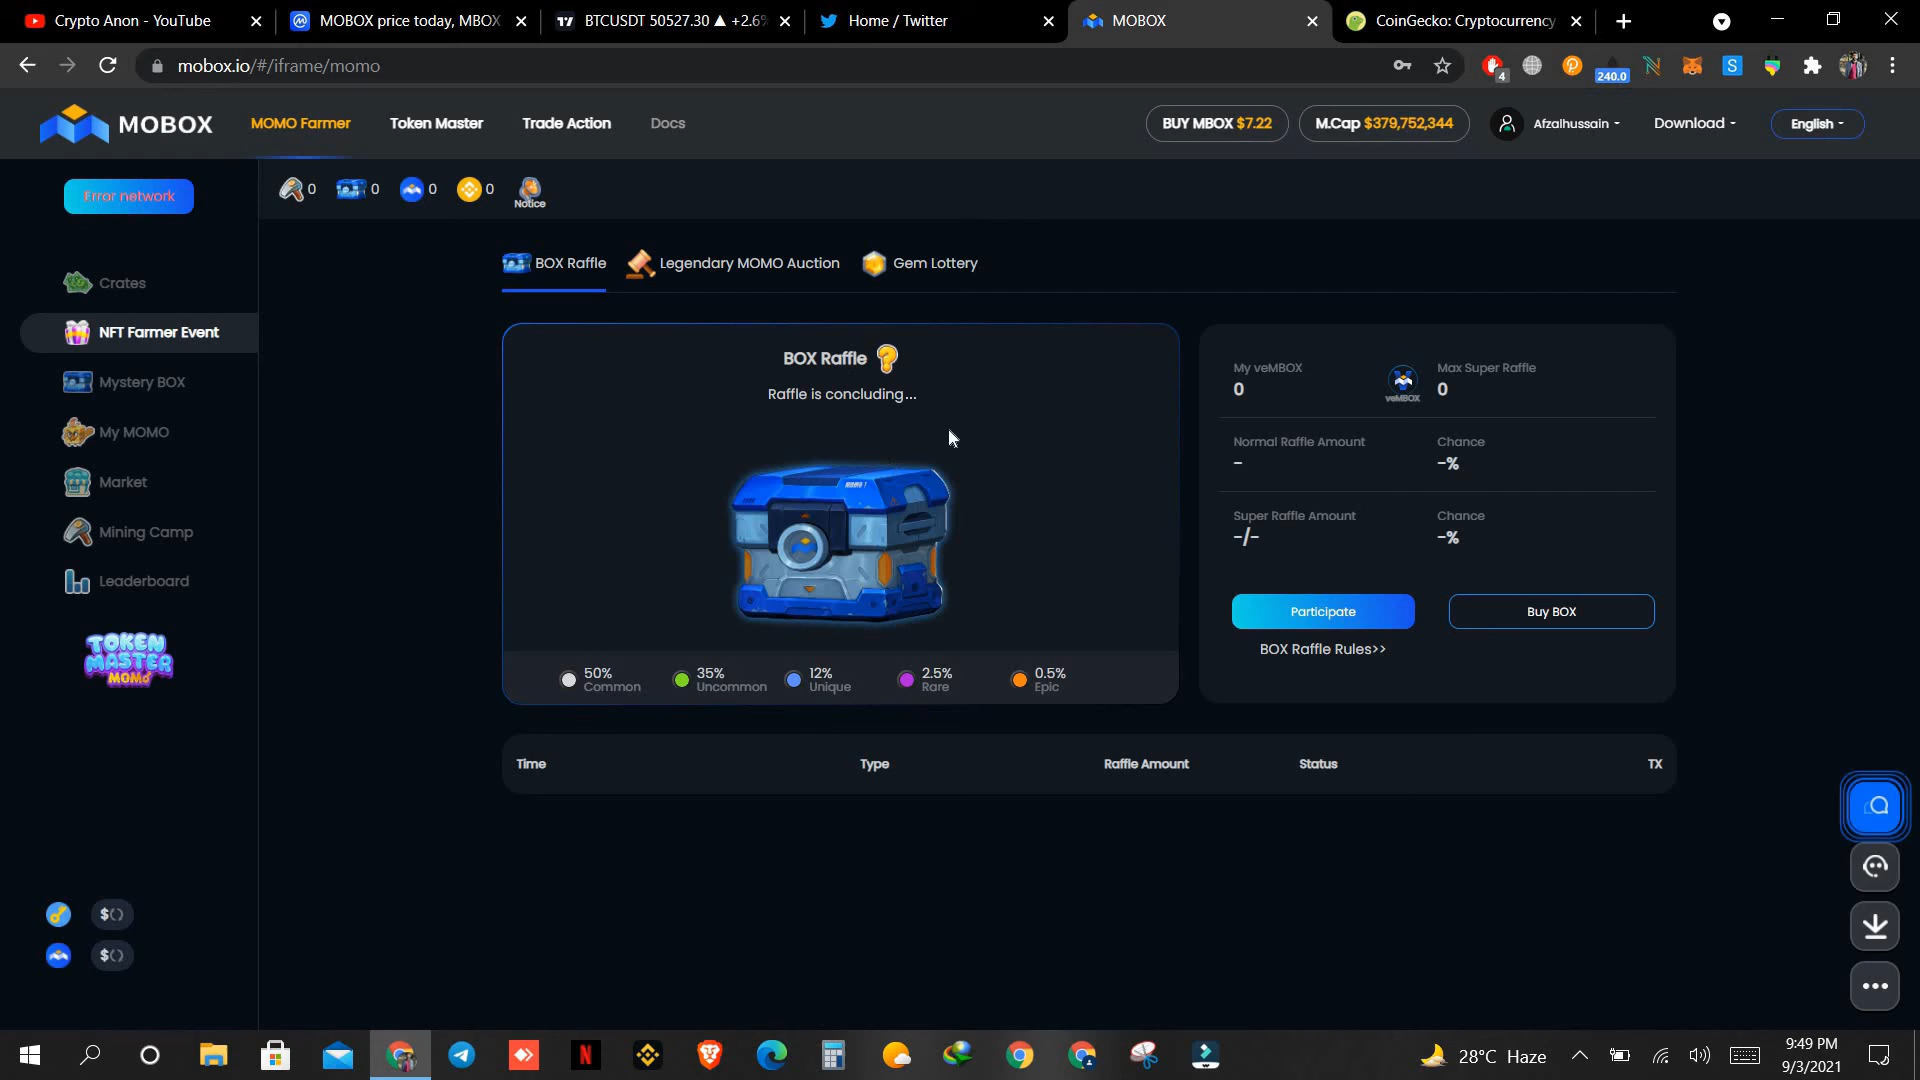 Crypto Anon - YouTube
MOBOX price today, MBOX
BTCUSDT 50527.30 ▲ +2.6%
Home / Twitter
MOBOX
CoinGecko: Cryptocurrency
mobox.io/#/iframe/momo
4
240.0
MOBOX
MOMO Farmer
Token Master
Trade Action
Docs
BUY MBOX $7.22
M.Cap $379,752,344
Afzalhussain
Download
English
Error network
0
0
0
0
Notice
Crates
NFT Farmer Event
Mystery BOX
My MOMO
Market
Mining Camp
Leaderboard
TOKEN
MASTER
MOMO
BOX Raffle
Legendary MOMO Auction
Gem Lottery
BOX Raffle
Raffle is concluding...
50%
Common
35%
Uncommon
12%
Unique
2.5%
Rare
0.5%
Epic
My veMBOX
0
veMBOX
Max Super Raffle
0
Normal Raffle Amount
-
Chance
-%
Super Raffle Amount
-/-
Chance
-%
Participate
Buy BOX
BOX Raffle Rules>>
Time
Type
Raffle Amount
Status
TX
$
$
28°C Haze
9:49 PM
9/3/2021